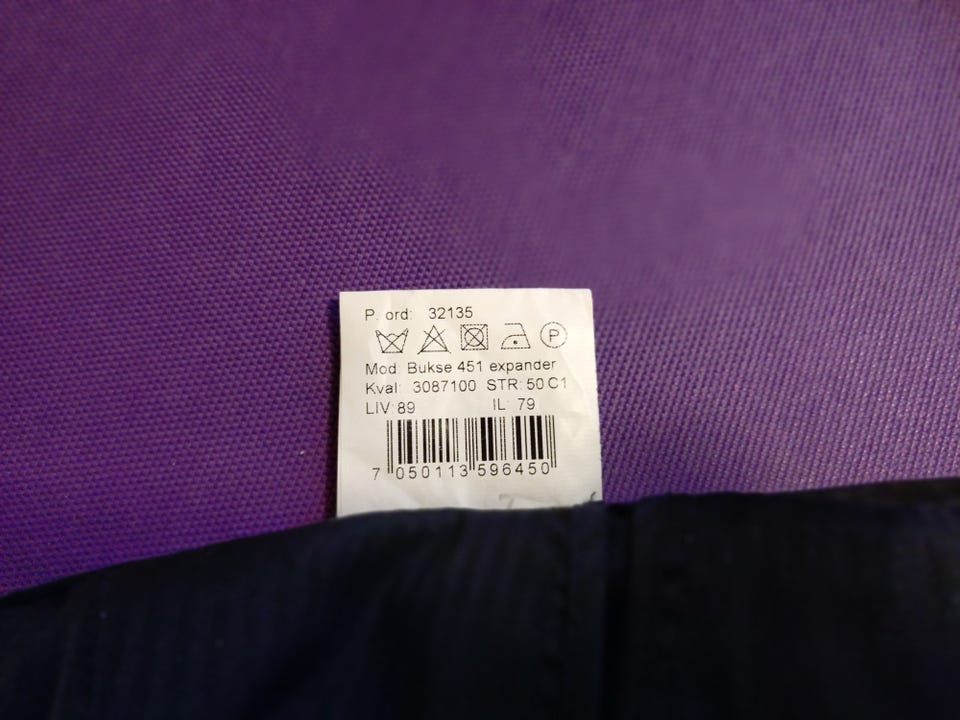 P. ord: 32135
P
Mod: Bukse 451 expander
Kval: 3087100 STR: 50 C1
LIV: 89 IL: 79
7 050113 596450